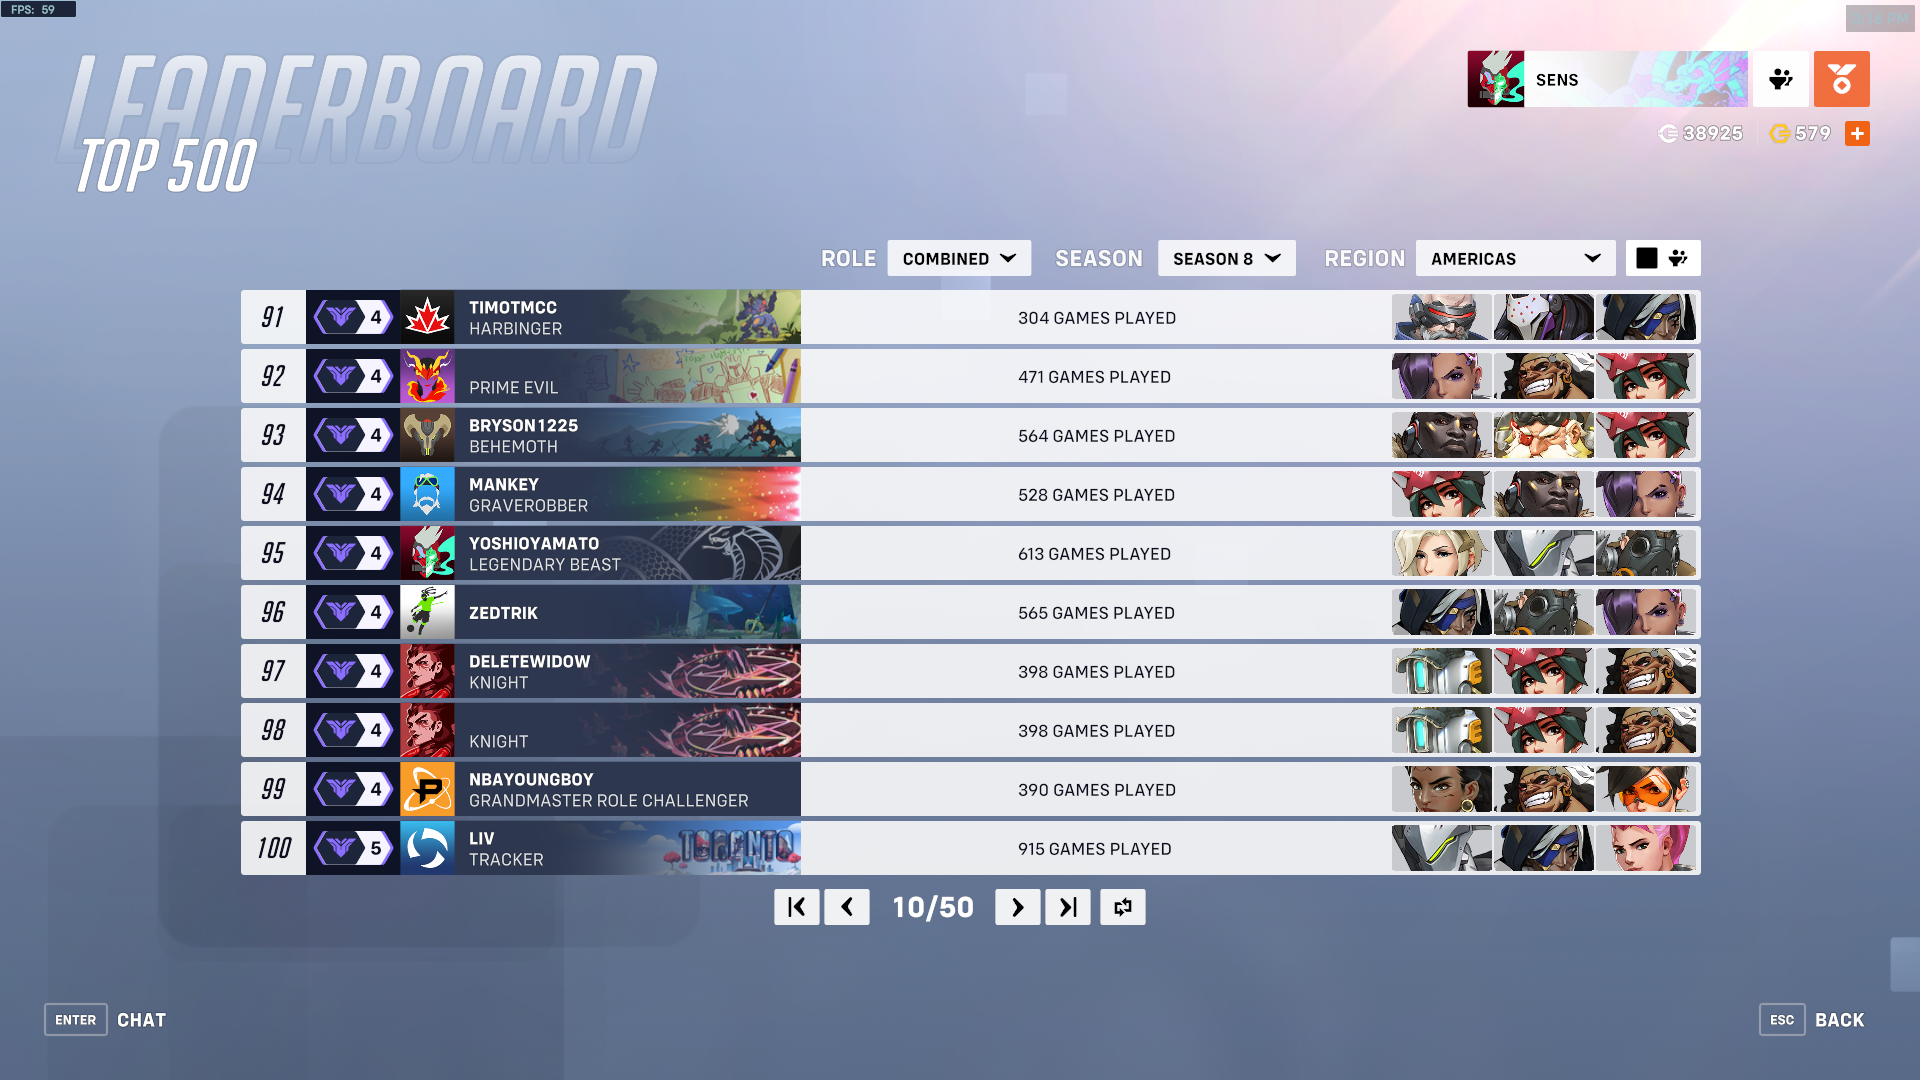 FPS: 59
LEADERBOARD
TOP 500
SENS
38925
579
ROLE COMBINED SEASON SEASON 8 REGION AMERICAS
91 4 TIMOTMCC HARBINGER 304 GAMES PLAYED
92 4 PRIME EVIL 471 GAMES PLAYED
93 4 BRYSON1225 BEHEMOTH 564 GAMES PLAYED
94 4 MANKEY GRAVEROBBER 528 GAMES PLAYED
95 4 YOSHIOYAMATO LEGENDARY BEAST 613 GAMES PLAYED
96 4 ZEDTRIK 565 GAMES PLAYED
97 4 DELETEWIDOW KNIGHT 398 GAMES PLAYED
98 4 KNIGHT 398 GAMES PLAYED
99 4 NBAYOUNGBOY GRANDMASTER ROLE CHALLENGER 390 GAMES PLAYED
100 5 LIV TRACKER TORONTO 915 GAMES PLAYED
10/50
ENTER CHAT
ESC BACK